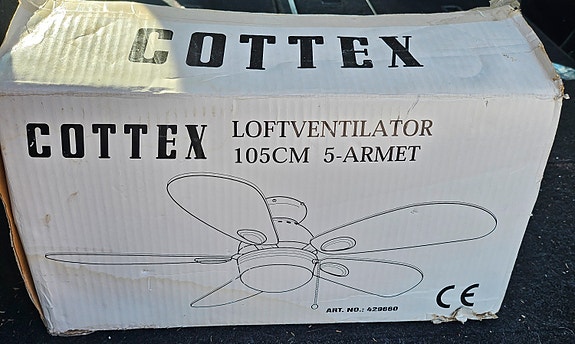 COTTEX
COTTEX
LOFTVENTILATOR
105CM 5-ARMET
ART. NO.: 429660
CE